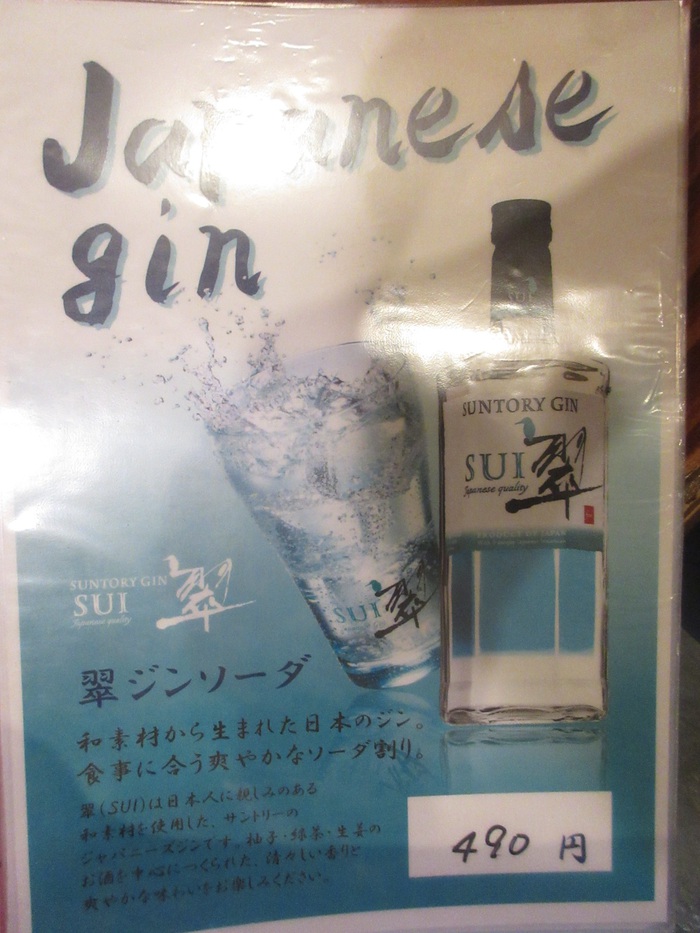 Japanese
gin
SUNTORY GIN
SUI 翠
Japanese quality
SUI 翠
SUNTORY GIN
SUI 翠
Japanese quality
翠ジンソーダ
和素材から生まれた日本のジン。
食事に合う爽やかなソーダ割り。
翠(SUI)は日本人に親しみのある
和素材を使用した、サントリーの
ジャパニーズジンです。柚子・緑茶・生姜の
お酒を中心につくられた、清々しい香りと
爽やかな味わいをお楽しみください。
490 円